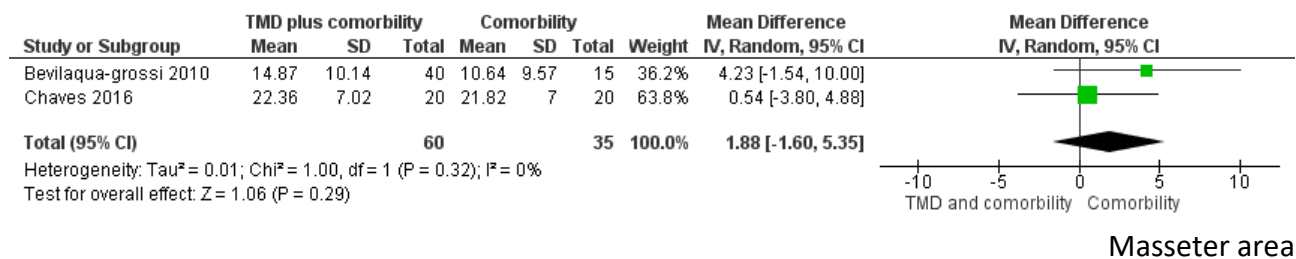 TMD plus comorbility Comorbility Mean Difference Mean Difference
Study or Subgroup Mean SD Total Mean SD Total Weight IV, Random, 95% CI IV, Random, 95% CI
Bevilaqua-grossi 2010 14.87 10.14 40 10.64 9.57 15 36.2% 4.23 [-1.54, 10.00]
Chaves 2016 22.36 7.02 20 21.82 7 20 63.8% 0.54 [-3.80, 4.88]
Total (95% CI) 60 35 100.0% 1.88 [-1.60, 5.35]
Heterogeneity: Tau² = 0.01; Chi² = 1.00, df = 1 (P = 0.32); I² = 0%
Test for overall effect: Z = 1.06 (P = 0.29)
-10 -5 0 5 10
TMD and comorbility Comorbility
Masseter area